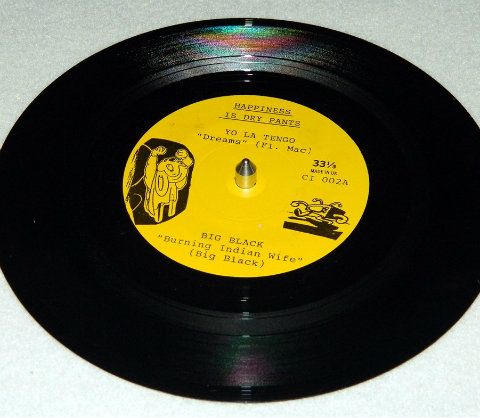 HAPPINESS
IS DRY PANTS
YO LA TENGO
"Dreams" (Fl. Mac)
33⅓
MADE IN UK
CI 002A
BIG BLACK
"Burning Indian Wife"
(Big Black)